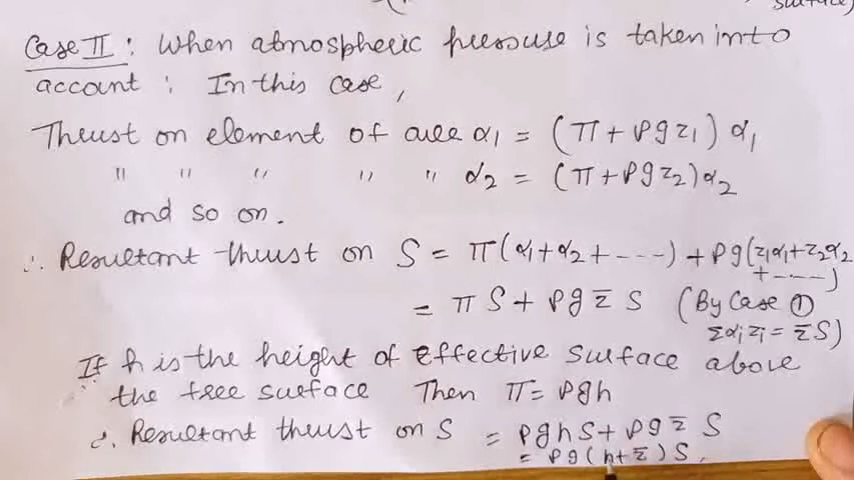 surface)
Case II : When atmospheric pressure is taken into
account : In this case,
Thrust on element of area α1 = (Π + ρgz1) α1
" " " " " α2 = (Π + ρgz2) α2
and so on.
∴ Resultant thrust on S = Π(α1+α2+----) + ρg(z1α1+z2α2
+-----)
= Π S + ρg z̄ S (By Case ①
Σαizi = z̄S)
If h is the height of Effective surface above
the free surface Then Π = ρgh
∴ Resultant thrust on S = ρghS + ρg z̄ S
= ρg(h+z̄)S.